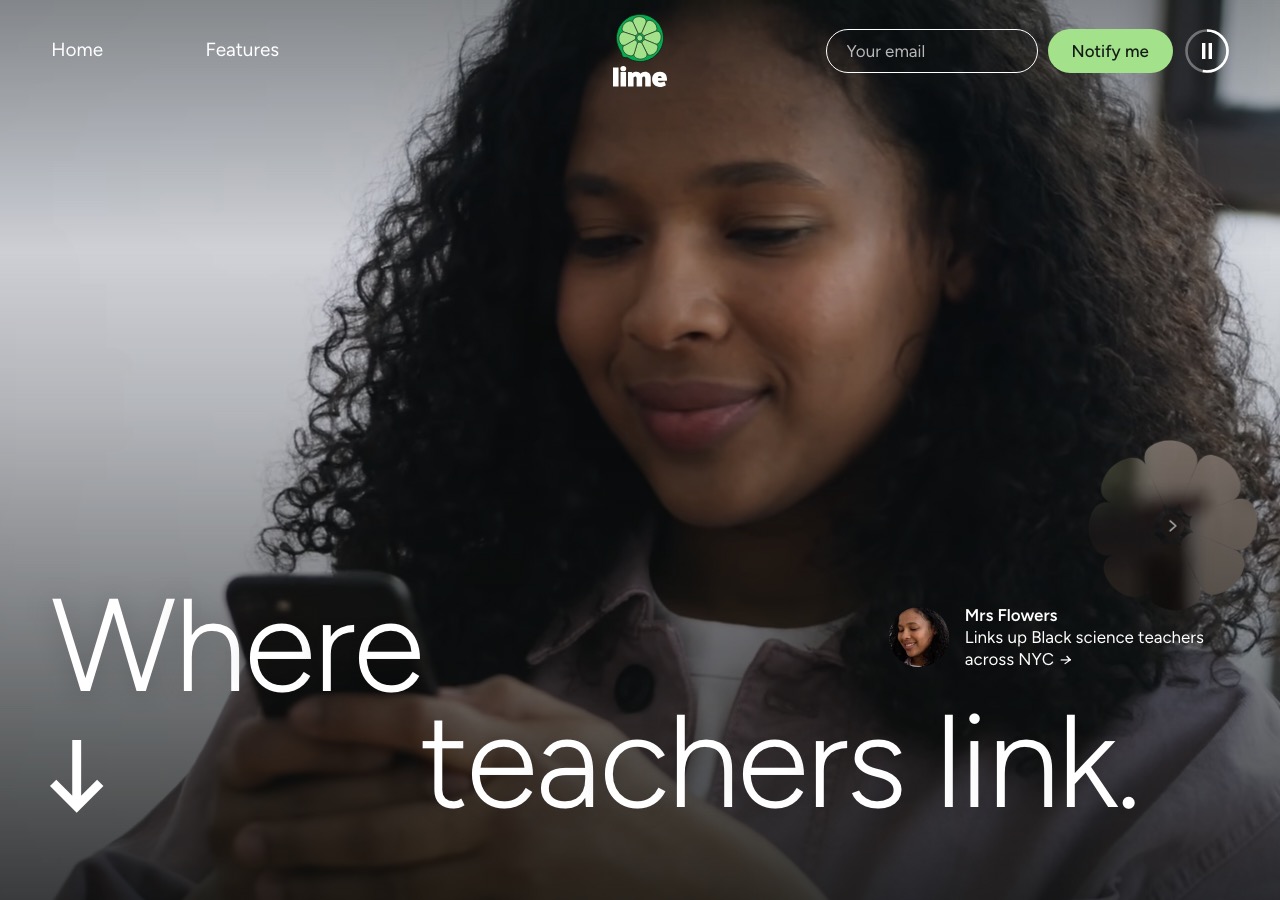 Home
Features
lime
Your email
Notify me
Where
teachers link.
Mrs Flowers
Links up Black science teachers
across NYC →